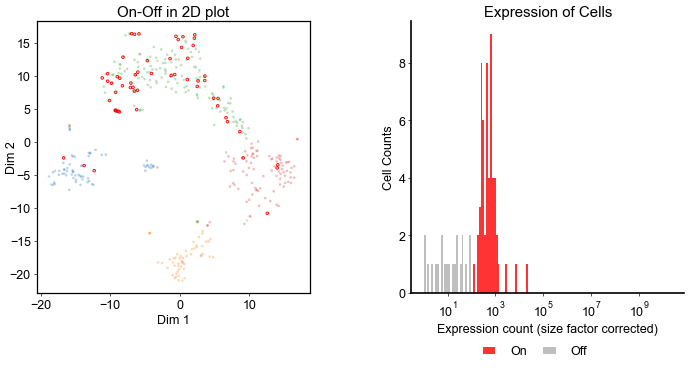 On-Off in 2D plot
Expression of Cells
15
10
5
0
−5
−10
−15
−20
Dim 2
−20
−10
0
10
Dim 1
8
6
4
2
0
Cell Counts
10^1
10^3
10^5
10^7
10^9
Expression count (size factor corrected)
On
Off